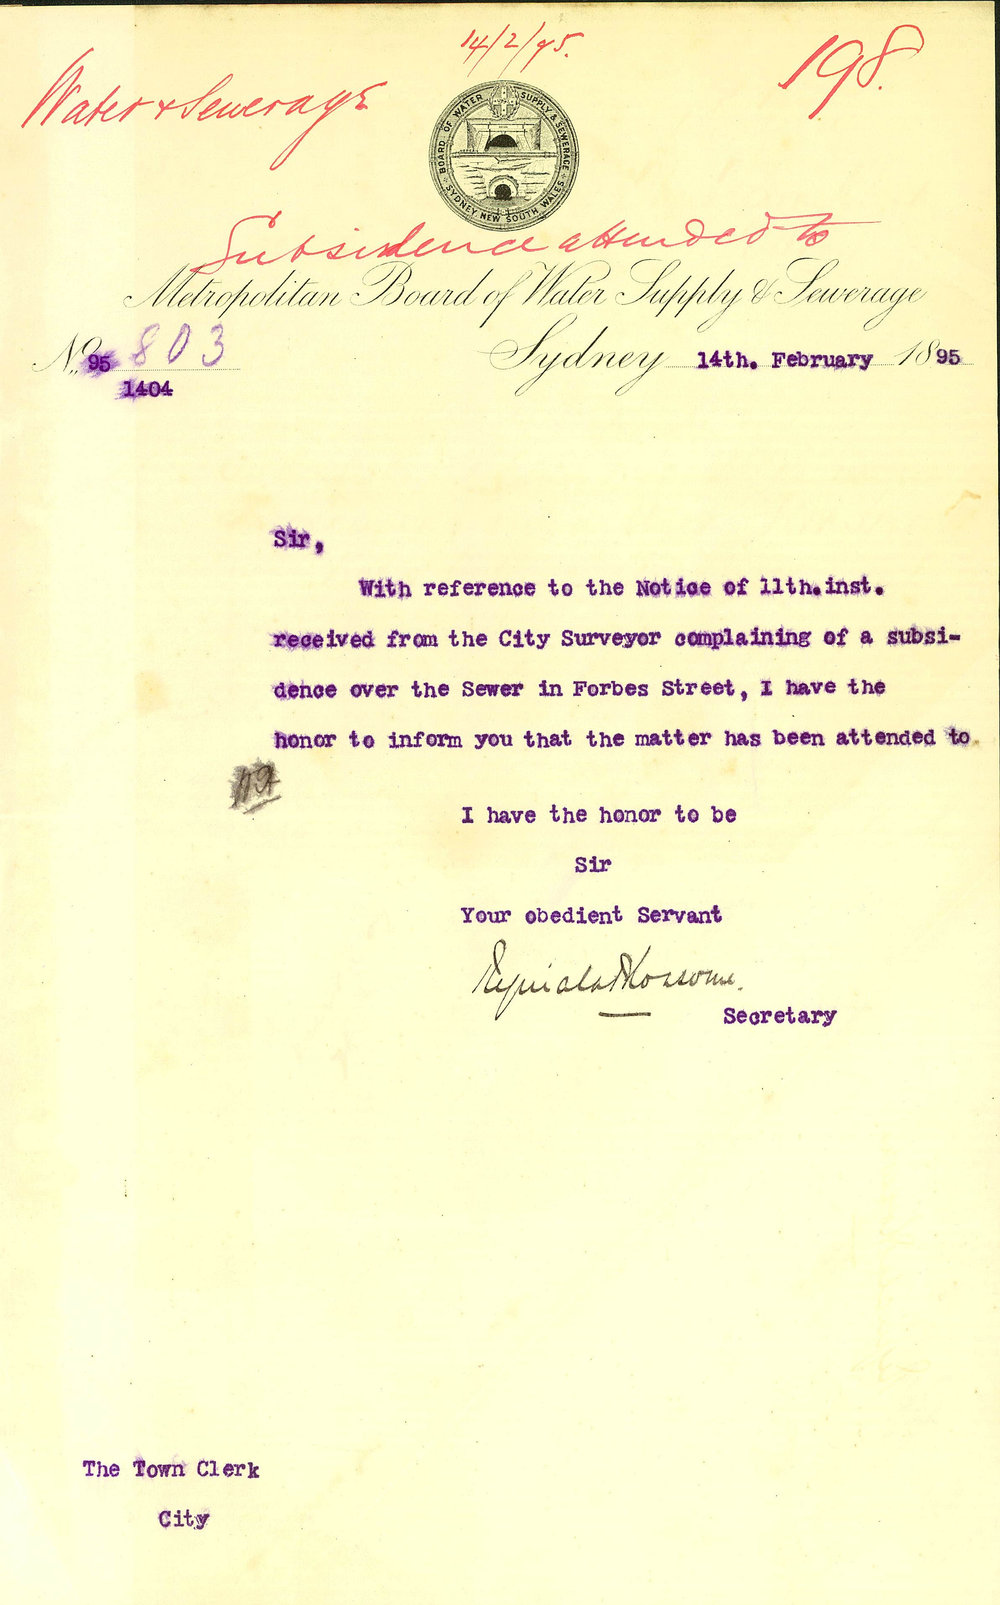 14/2/95.
198.
Water & Sewerage
BOARD OF WATER SUPPLY & SEWERAGE
SYDNEY NEW SOUTH WALES
Subsidence attended to
Metropolitan Board of Water Supply & Sewerage
No. 95 803
1404
Sydney 14th. February 1895
Sir,
With reference to the Notice of 11th.inst.
received from the City Surveyor complaining of a subsi-
dence over the Sewer in Forbes Street, I have the
honor to inform you that the matter has been attended to
I have the honor to be
Sir
Your obedient Servant
Secretary
The Town Clerk
City